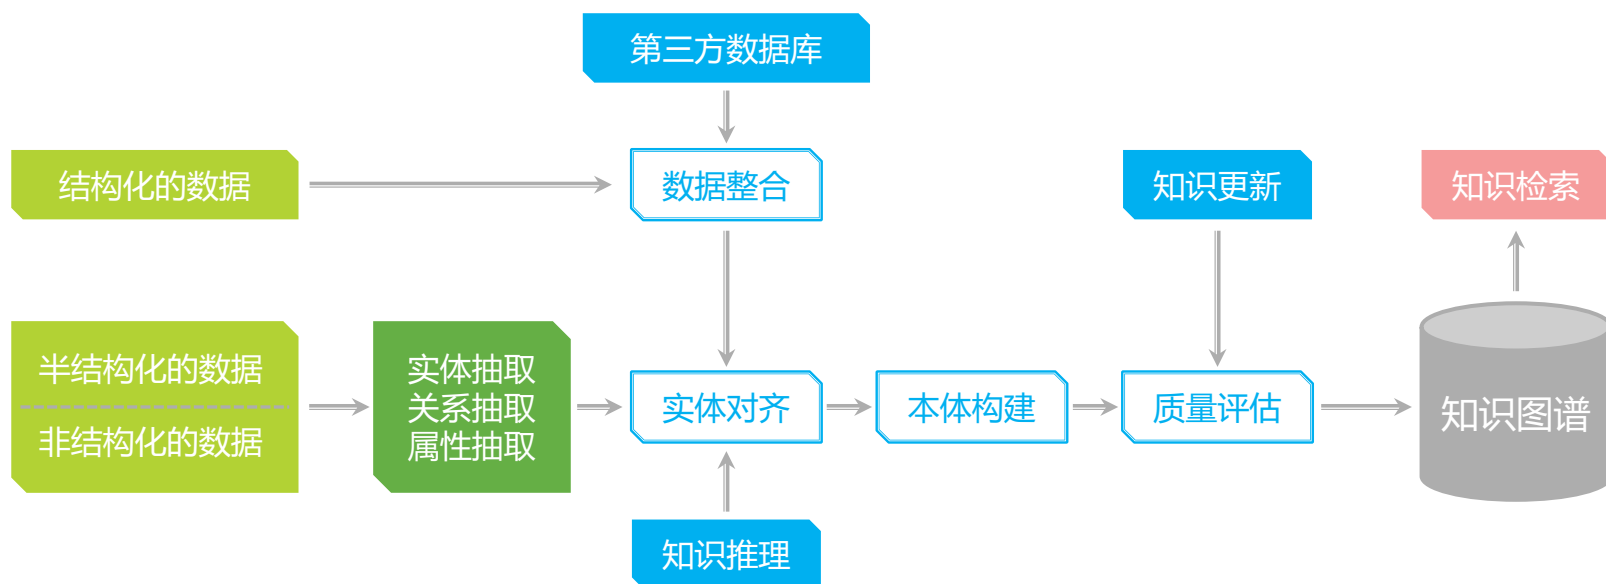 第三方数据库
结构化的数据
数据整合
知识更新
知识检索
半结构化的数据
非结构化的数据
实体抽取
关系抽取
属性抽取
实体对齐
本体构建
质量评估
知识图谱
知识推理